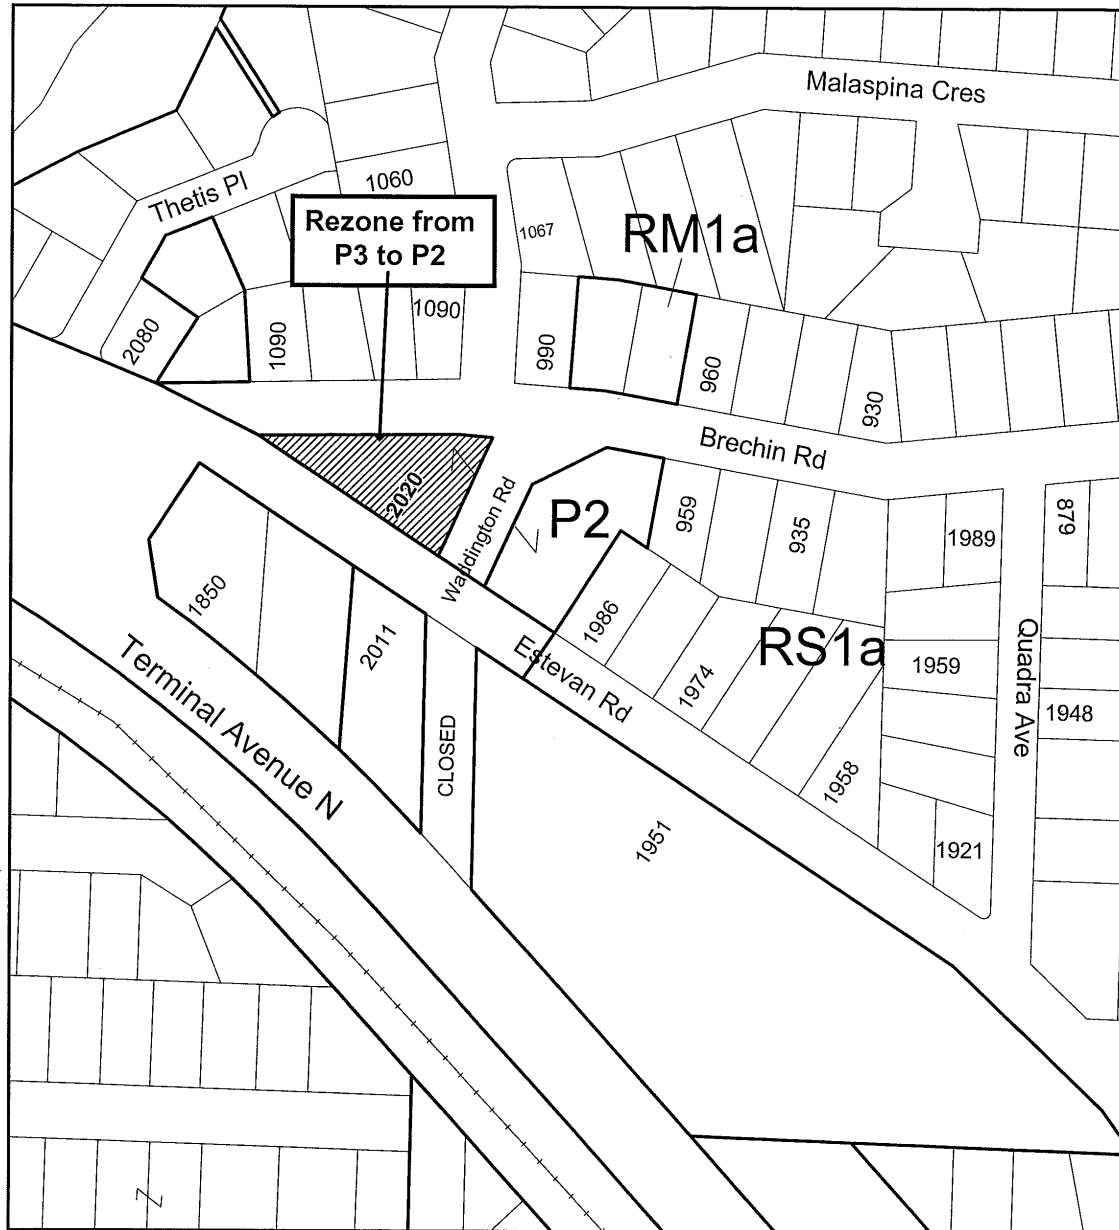 Malaspina Cres
Thetis Pl
1060
Rezone from
P3 to P2
1067
RM1a
2080
1090
1090
990
960
930
Brechin Rd
2020
Waddington Rd
P2
959
935
1989
879
1850
2011
1986
Estevan Rd
1974
RS1a
1959
Quadra Ave
1948
Terminal Avenue N
CLOSED
1958
1951
1921